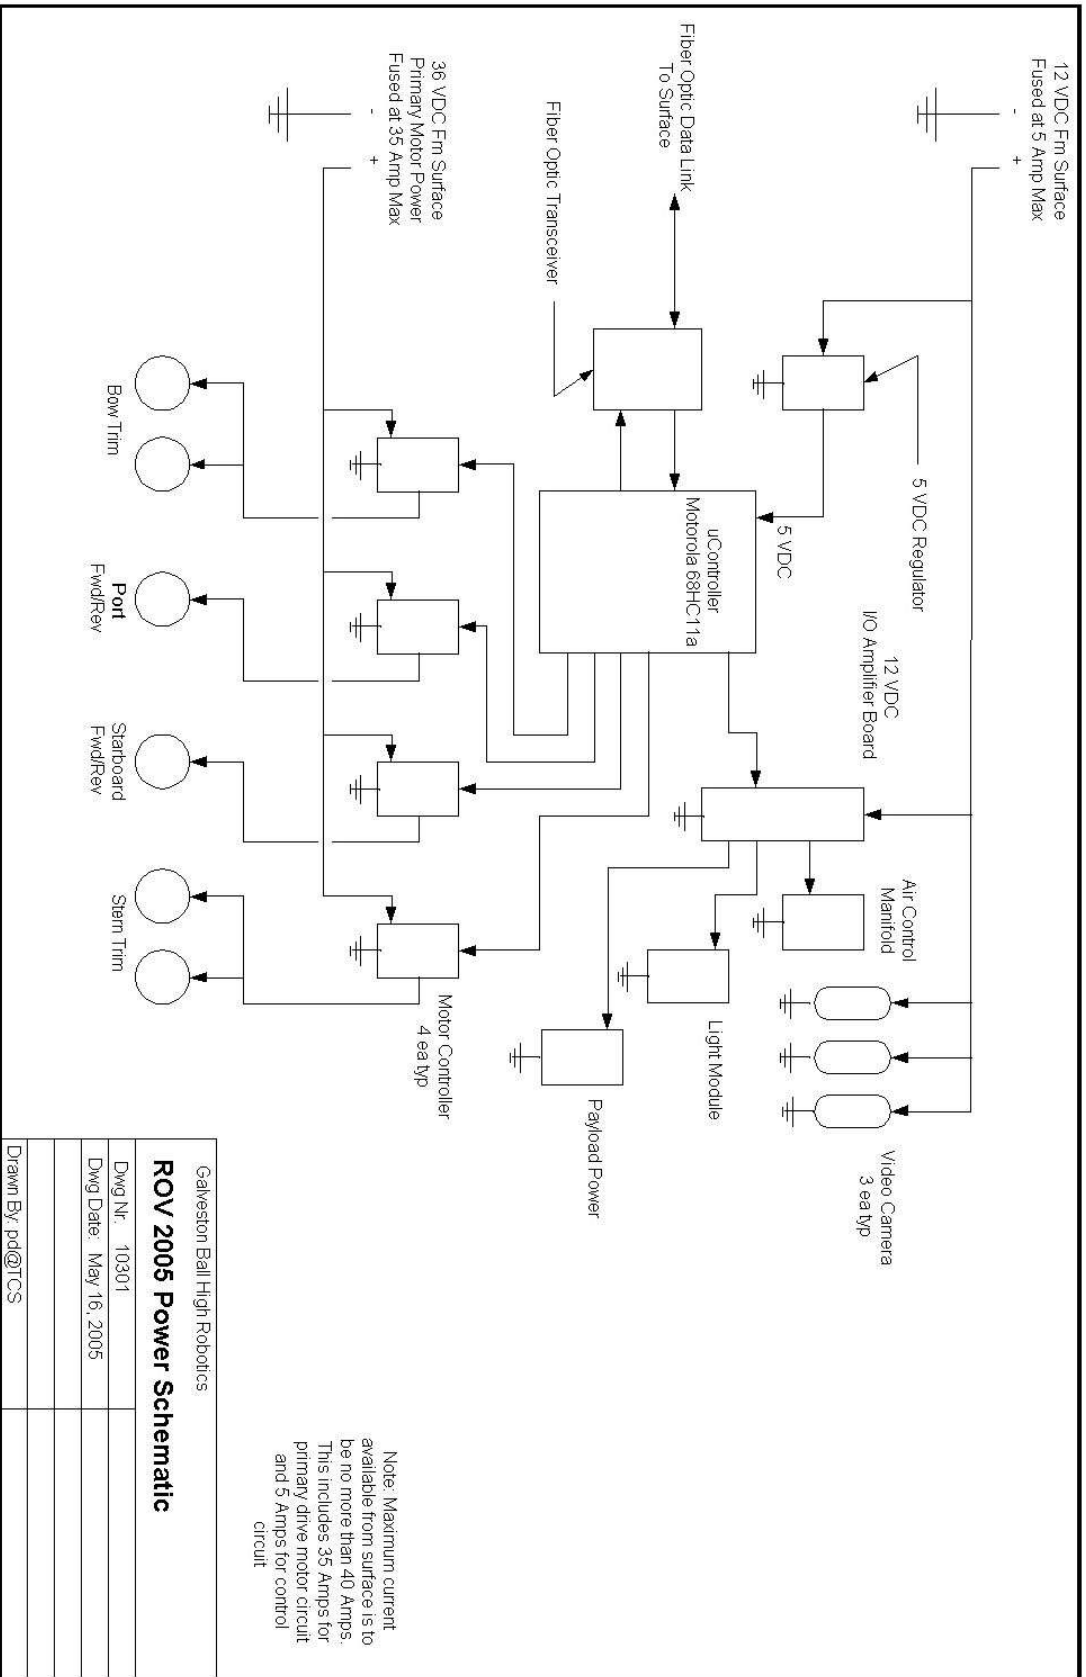 12 VDC Fm Surface
Fused at 5 Amp Max
-
+
5 VDC Regulator
5 VDC
Fiber Optic Data Link
To Surface
Fiber Optic Transceiver
uController
Motorola 68HC11a
12 VDC
I/O Amplifier Board
Air Control
Manifold
Video Camera
3 ea typ
Light Module
Payload Power
36 VDC Fm Surface
Primary Motor Power
Fused at 35 Amp Max
-
+
Motor Controller
4 ea typ
Bow Trim
Port
Fwd/Rev
Starboard
Fwd/Rev
Stern Trim
Note: Maximum current
available from surface is to
be no more than 40 Amps.
This includes 35 Amps for
primary drive motor circuit
and 5 Amps for control
circuit
Galveston Ball High Robotics
ROV 2005 Power Schematic
Dwg Nr. 10301
Dwg Date: May 16, 2005
Drawn By: pd@TCS